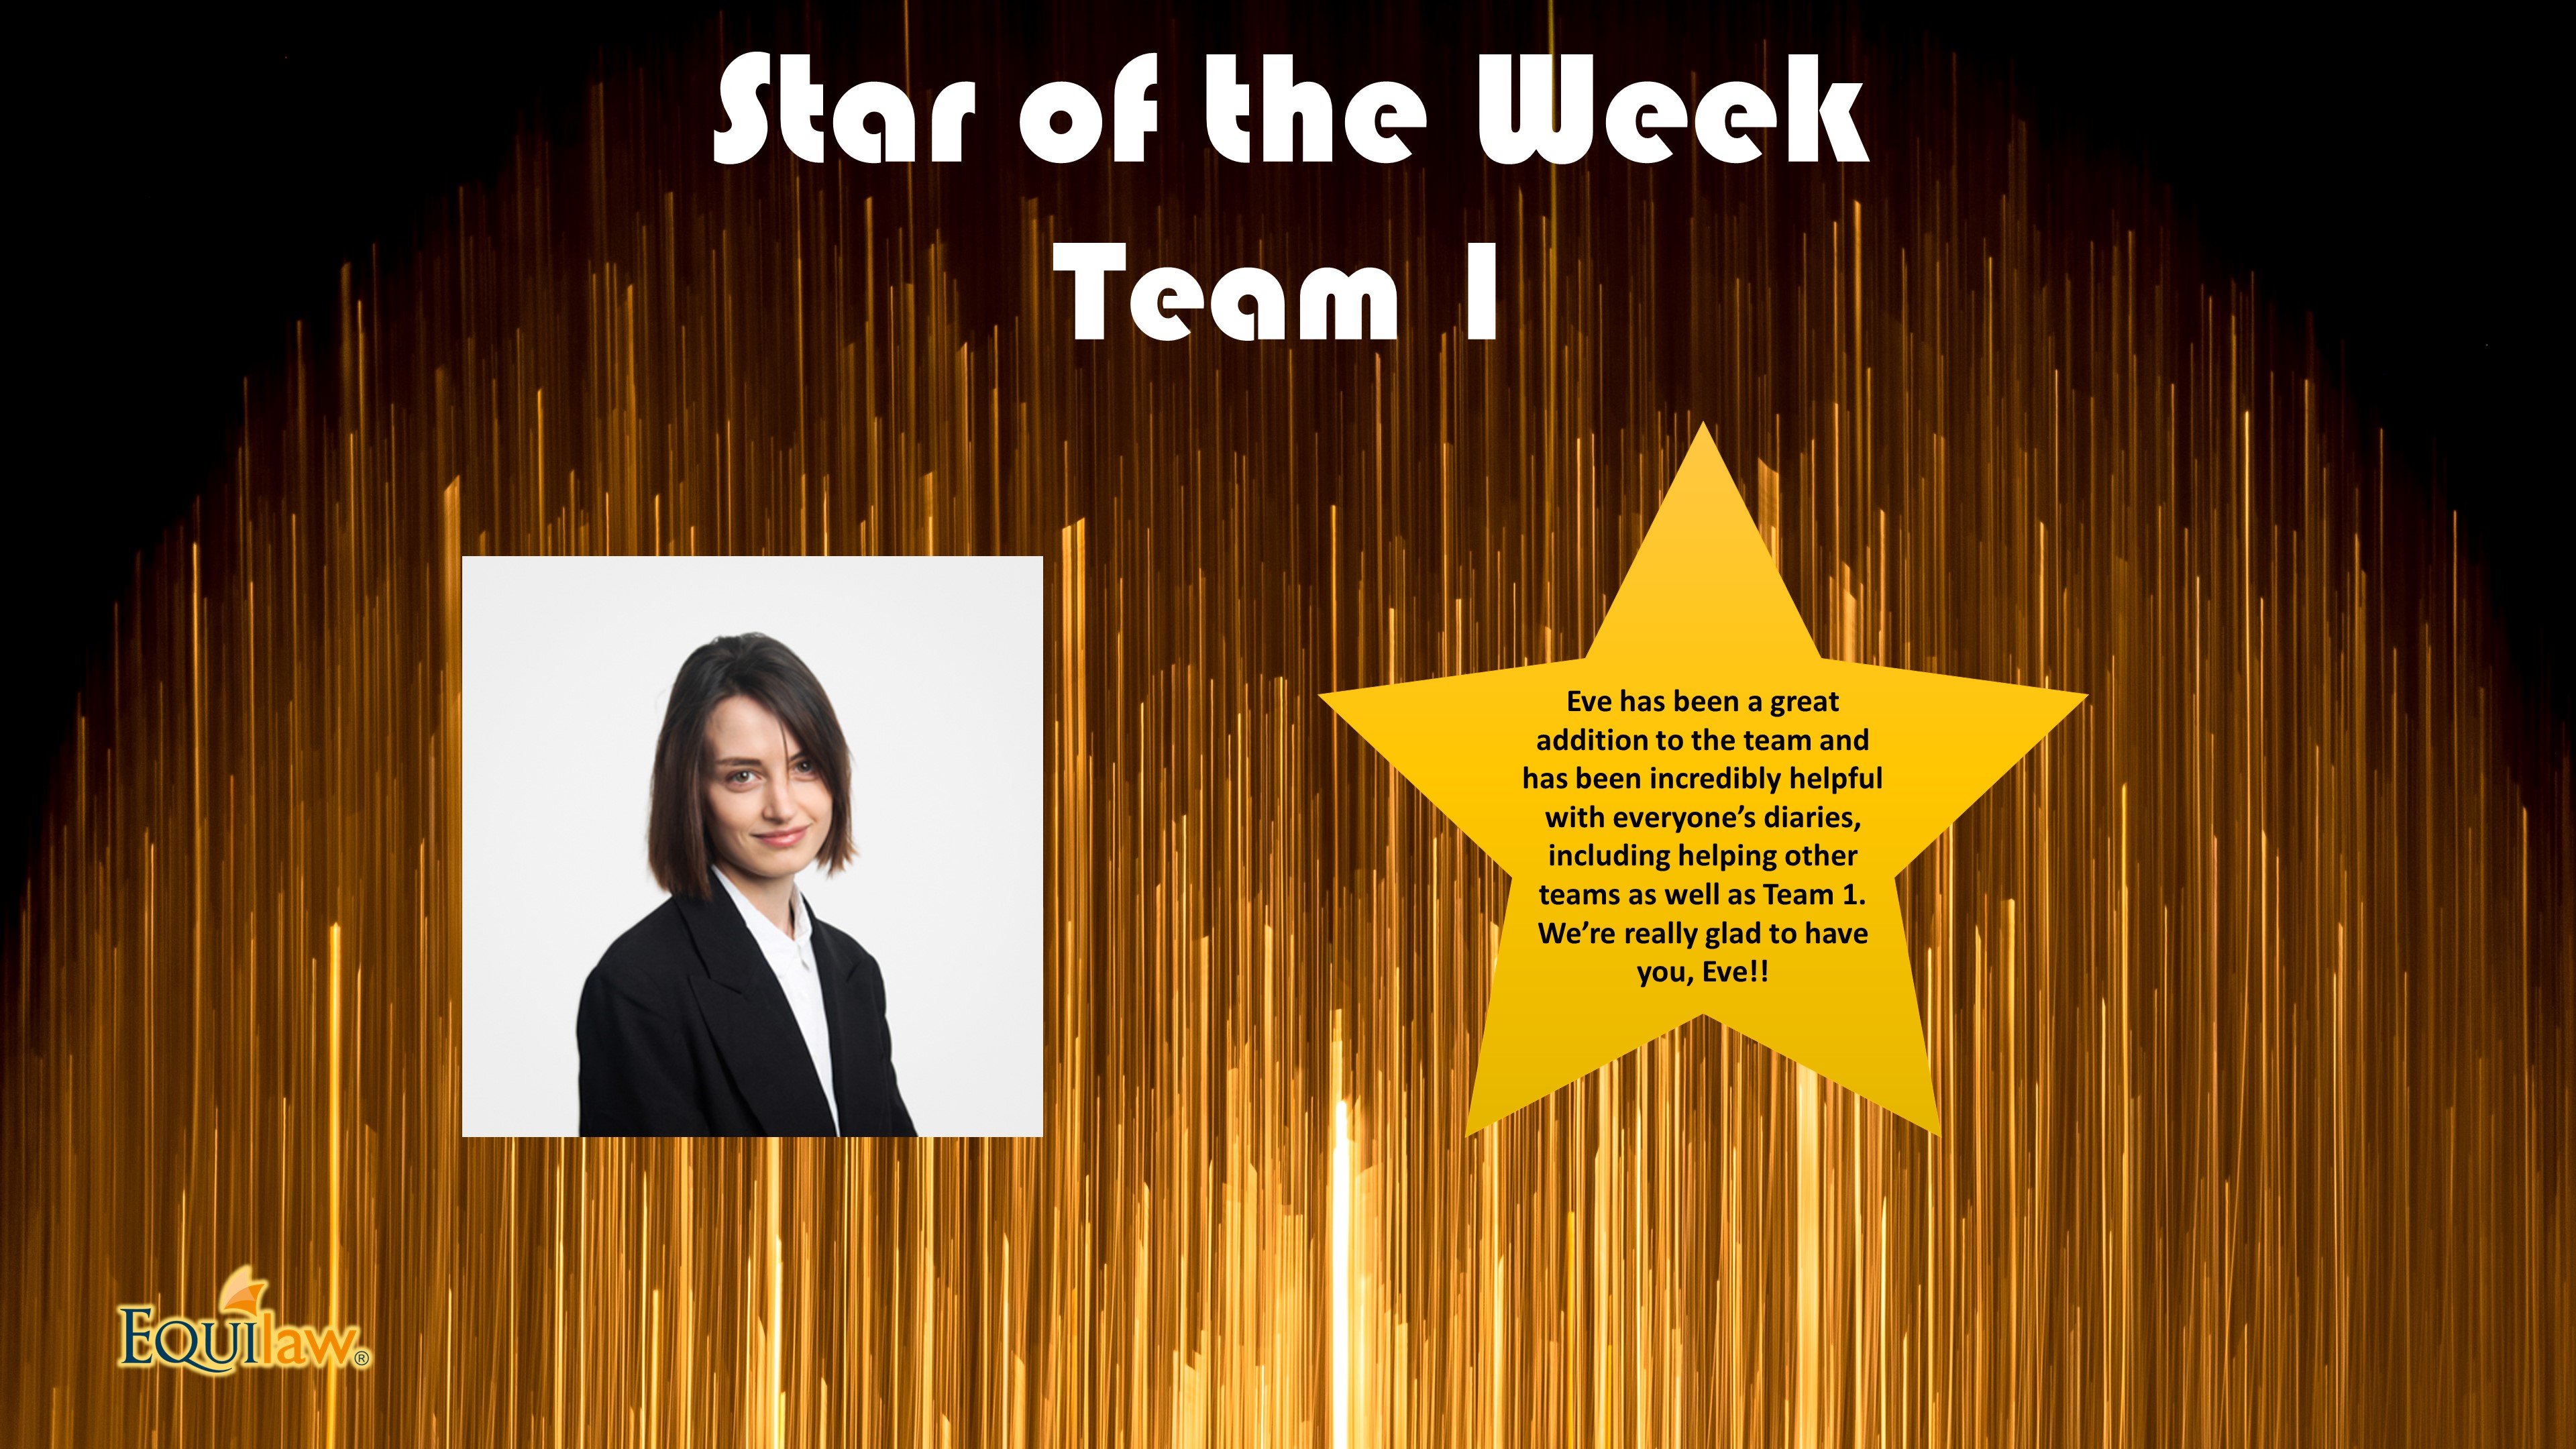 Star of the Week
Team 1
Eve has been a great
addition to the team and
has been incredibly helpful
with everyone’s diaries,
including helping other
teams as well as Team 1.
We’re really glad to have
you, Eve!!
EQUIlaw®